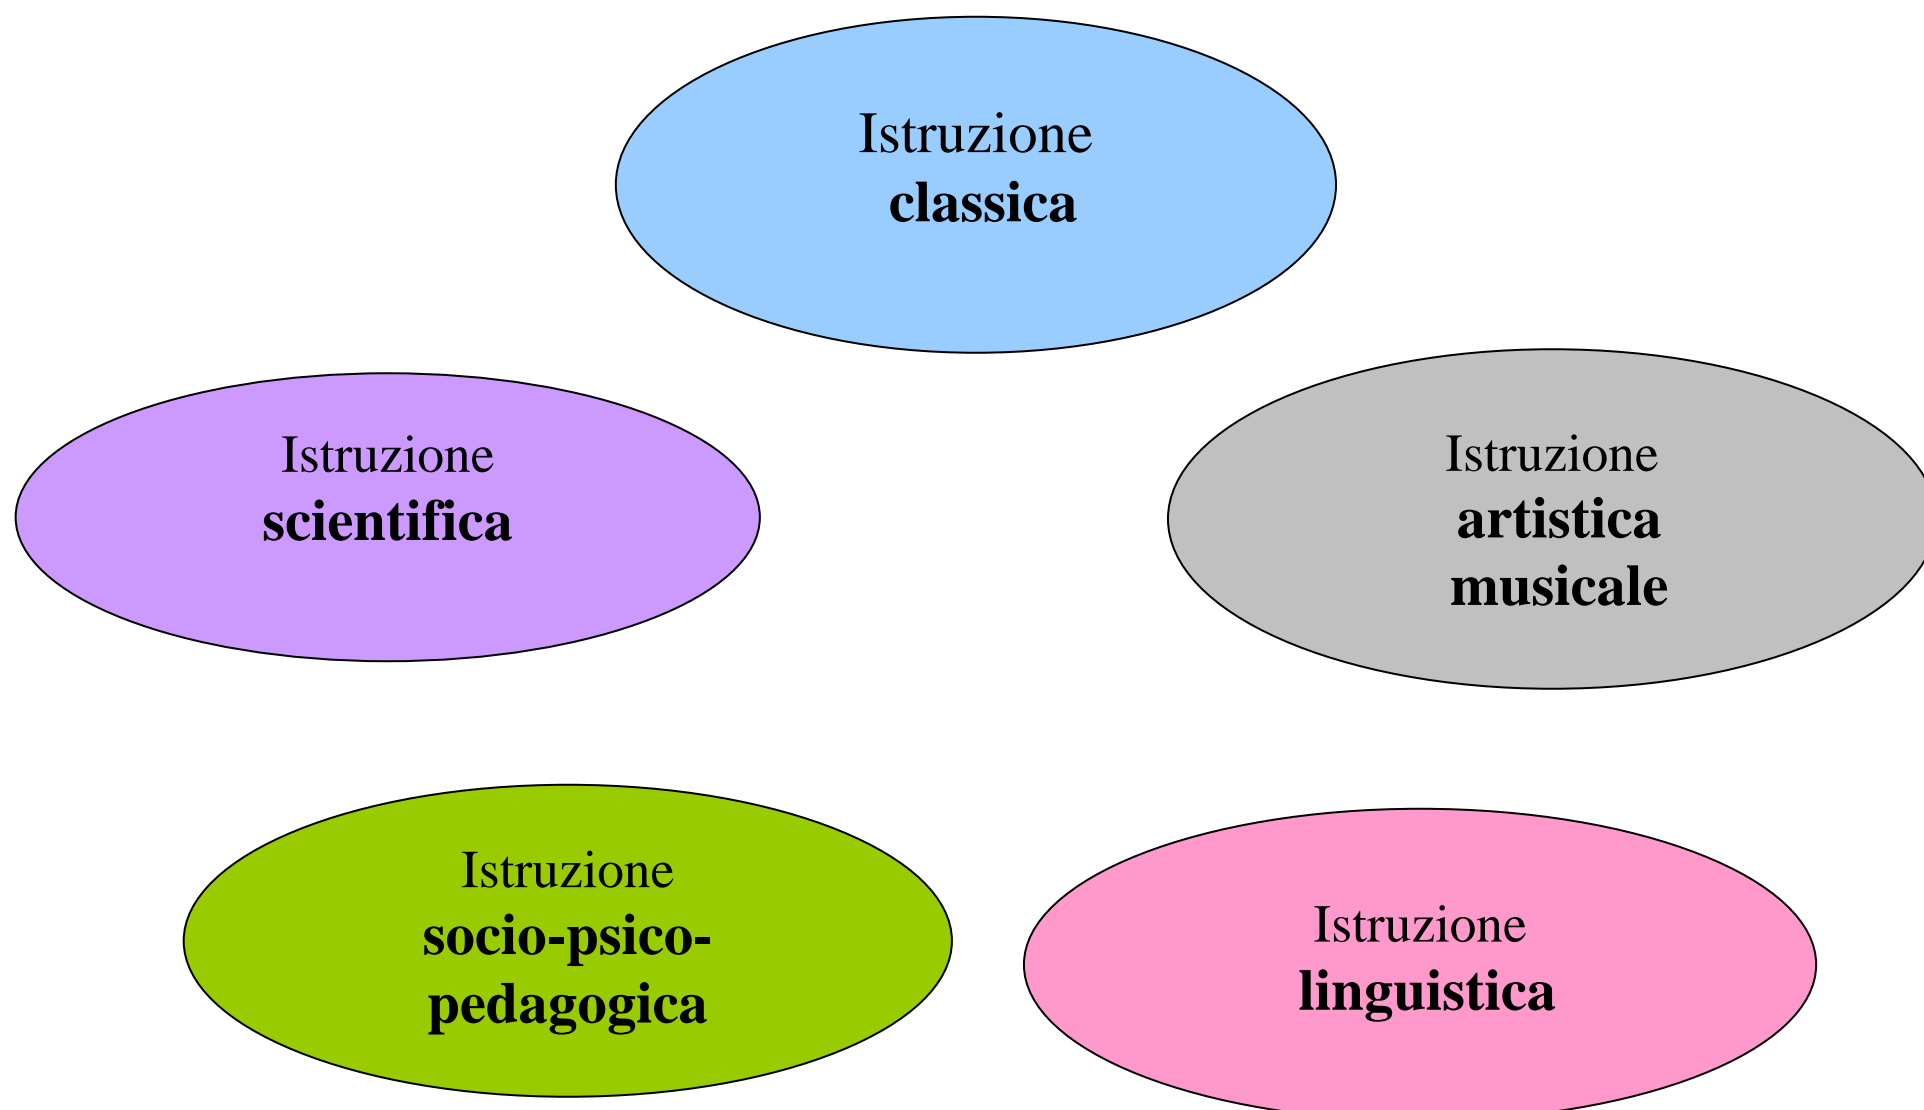 Istruzione
classica
Istruzione
scientifica
Istruzione
artistica
musicale
Istruzione
socio-psico-
pedagogica
Istruzione
linguistica